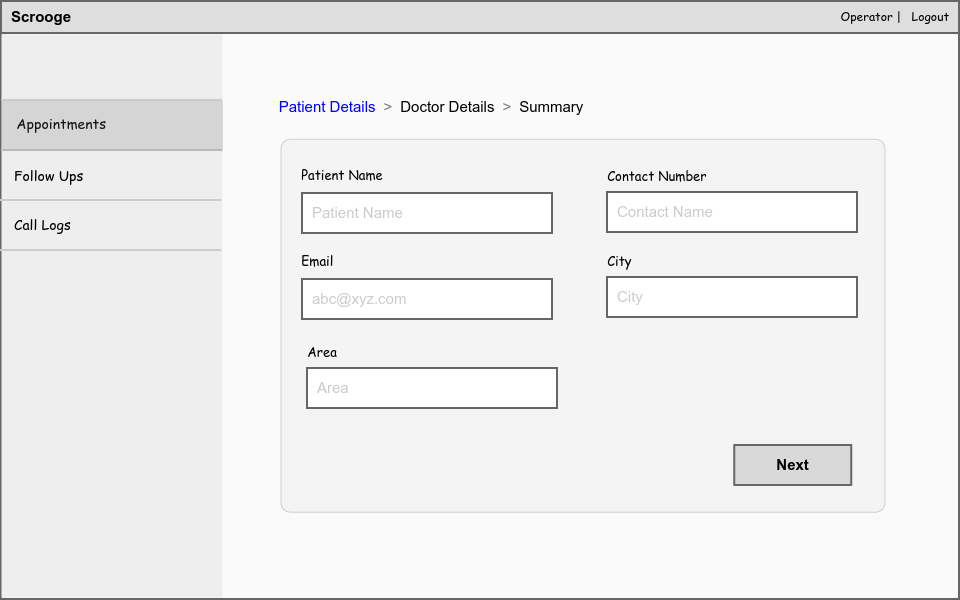 Scrooge
Operator | Logout
Patient Details > Doctor Details > Summary
Appointments
Follow Ups
Call Logs
Patient Name
Contact Number
Patient Name
Contact Name
Email
City
abc@xyz.com
City
Area
Area
Next